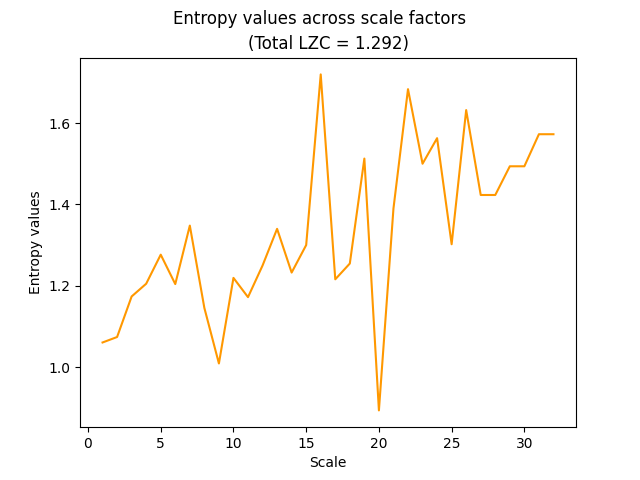 Entropy values across scale factors
(Total LZC = 1.292)
1.6
1.4
1.2
1.0
Entropy values
0
5
10
15
20
25
30
Scale